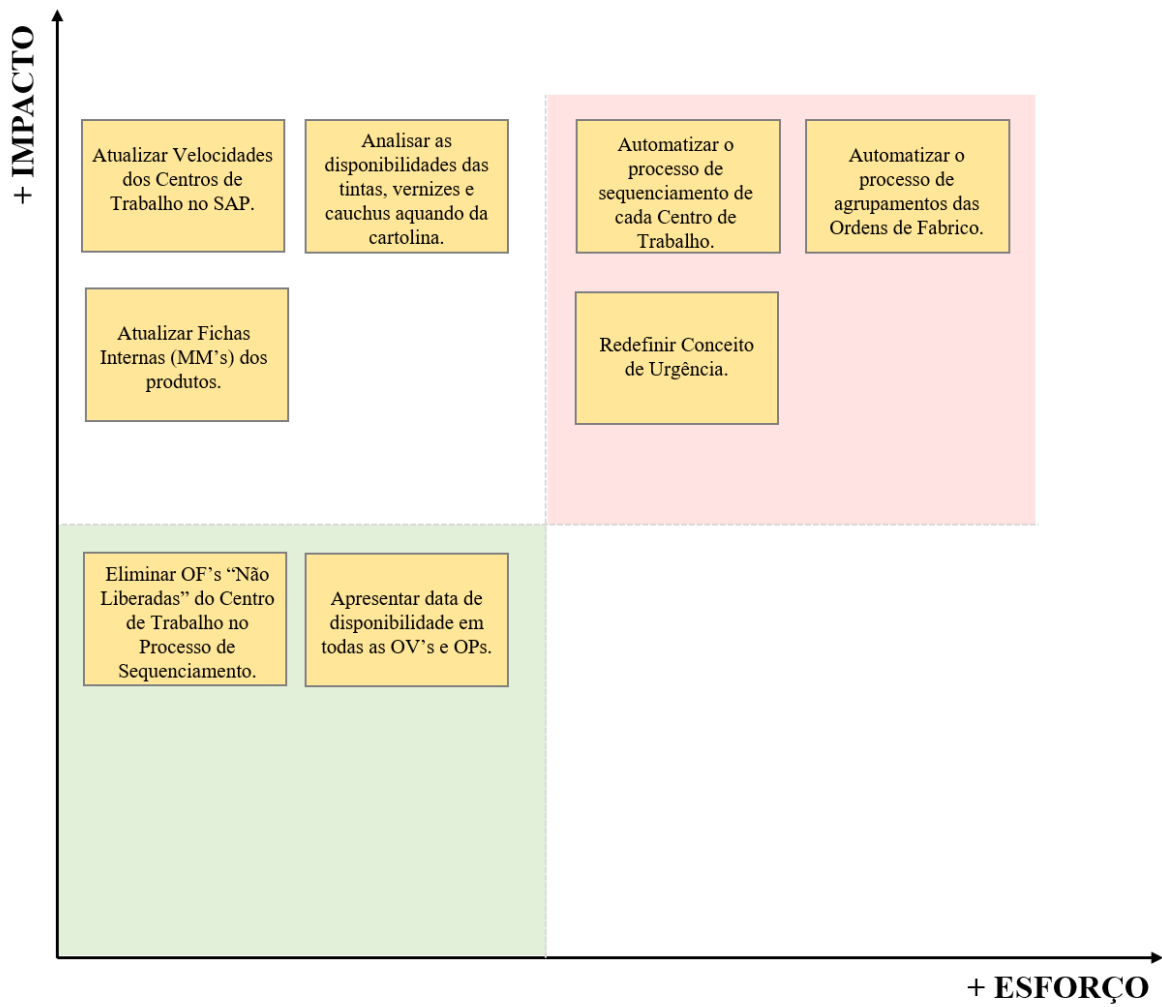 + IMPACTO
Atualizar Velocidades
dos Centros de
Trabalho no SAP.
Analisar as
disponibilidades das
tintas, vernizes e
cauchus aquando da
cartolina.
Automatizar o
processo de
sequenciamento de
cada Centro de
Trabalho.
Automatizar o
processo de
agrupamentos das
Ordens de Fabrico.
Atualizar Fichas
Internas (MM’s) dos
produtos.
Redefinir Conceito
de Urgência.
Eliminar OF’s “Não
Liberadas” do Centro
de Trabalho no
Processo de
Sequenciamento.
Apresentar data de
disponibilidade em
todas as OV’s e OPs.
+ ESFORÇO